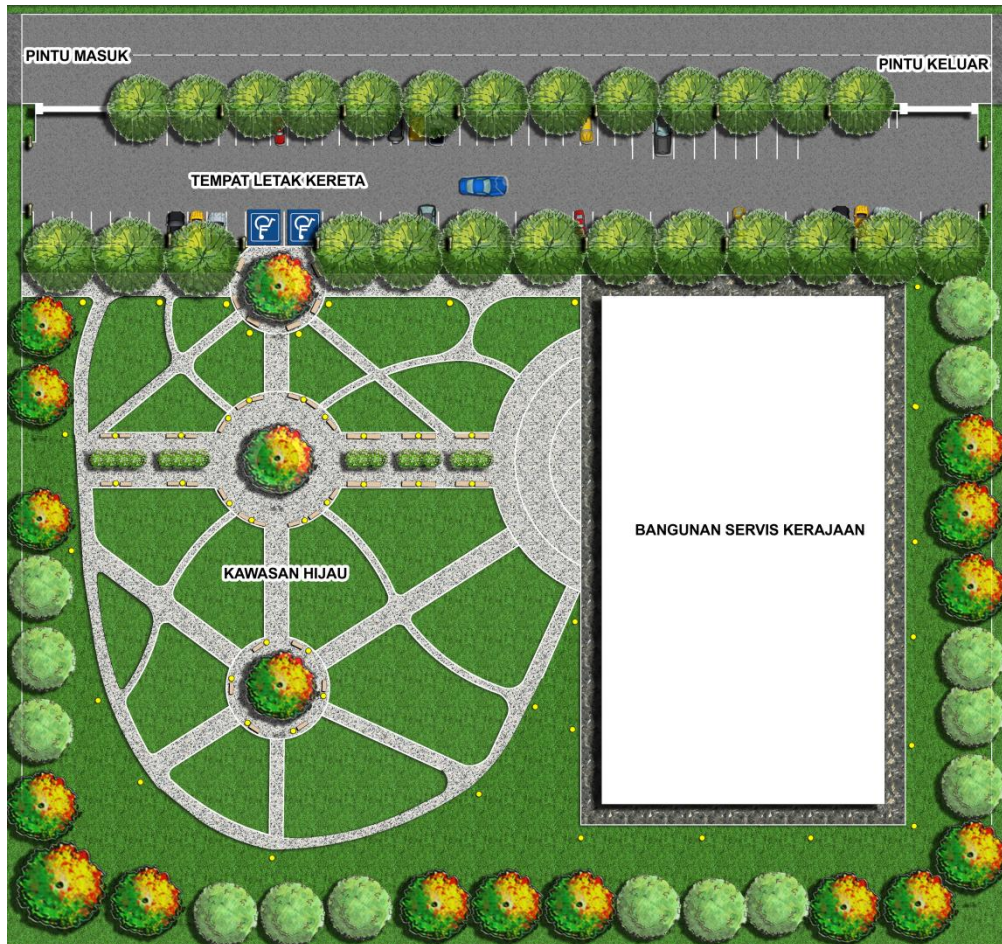 PINTU MASUK
PINTU KELUAR
TEMPAT LETAK KERETA
BANGUNAN SERVIS KERAJAAN
KAWASAN HIJAU